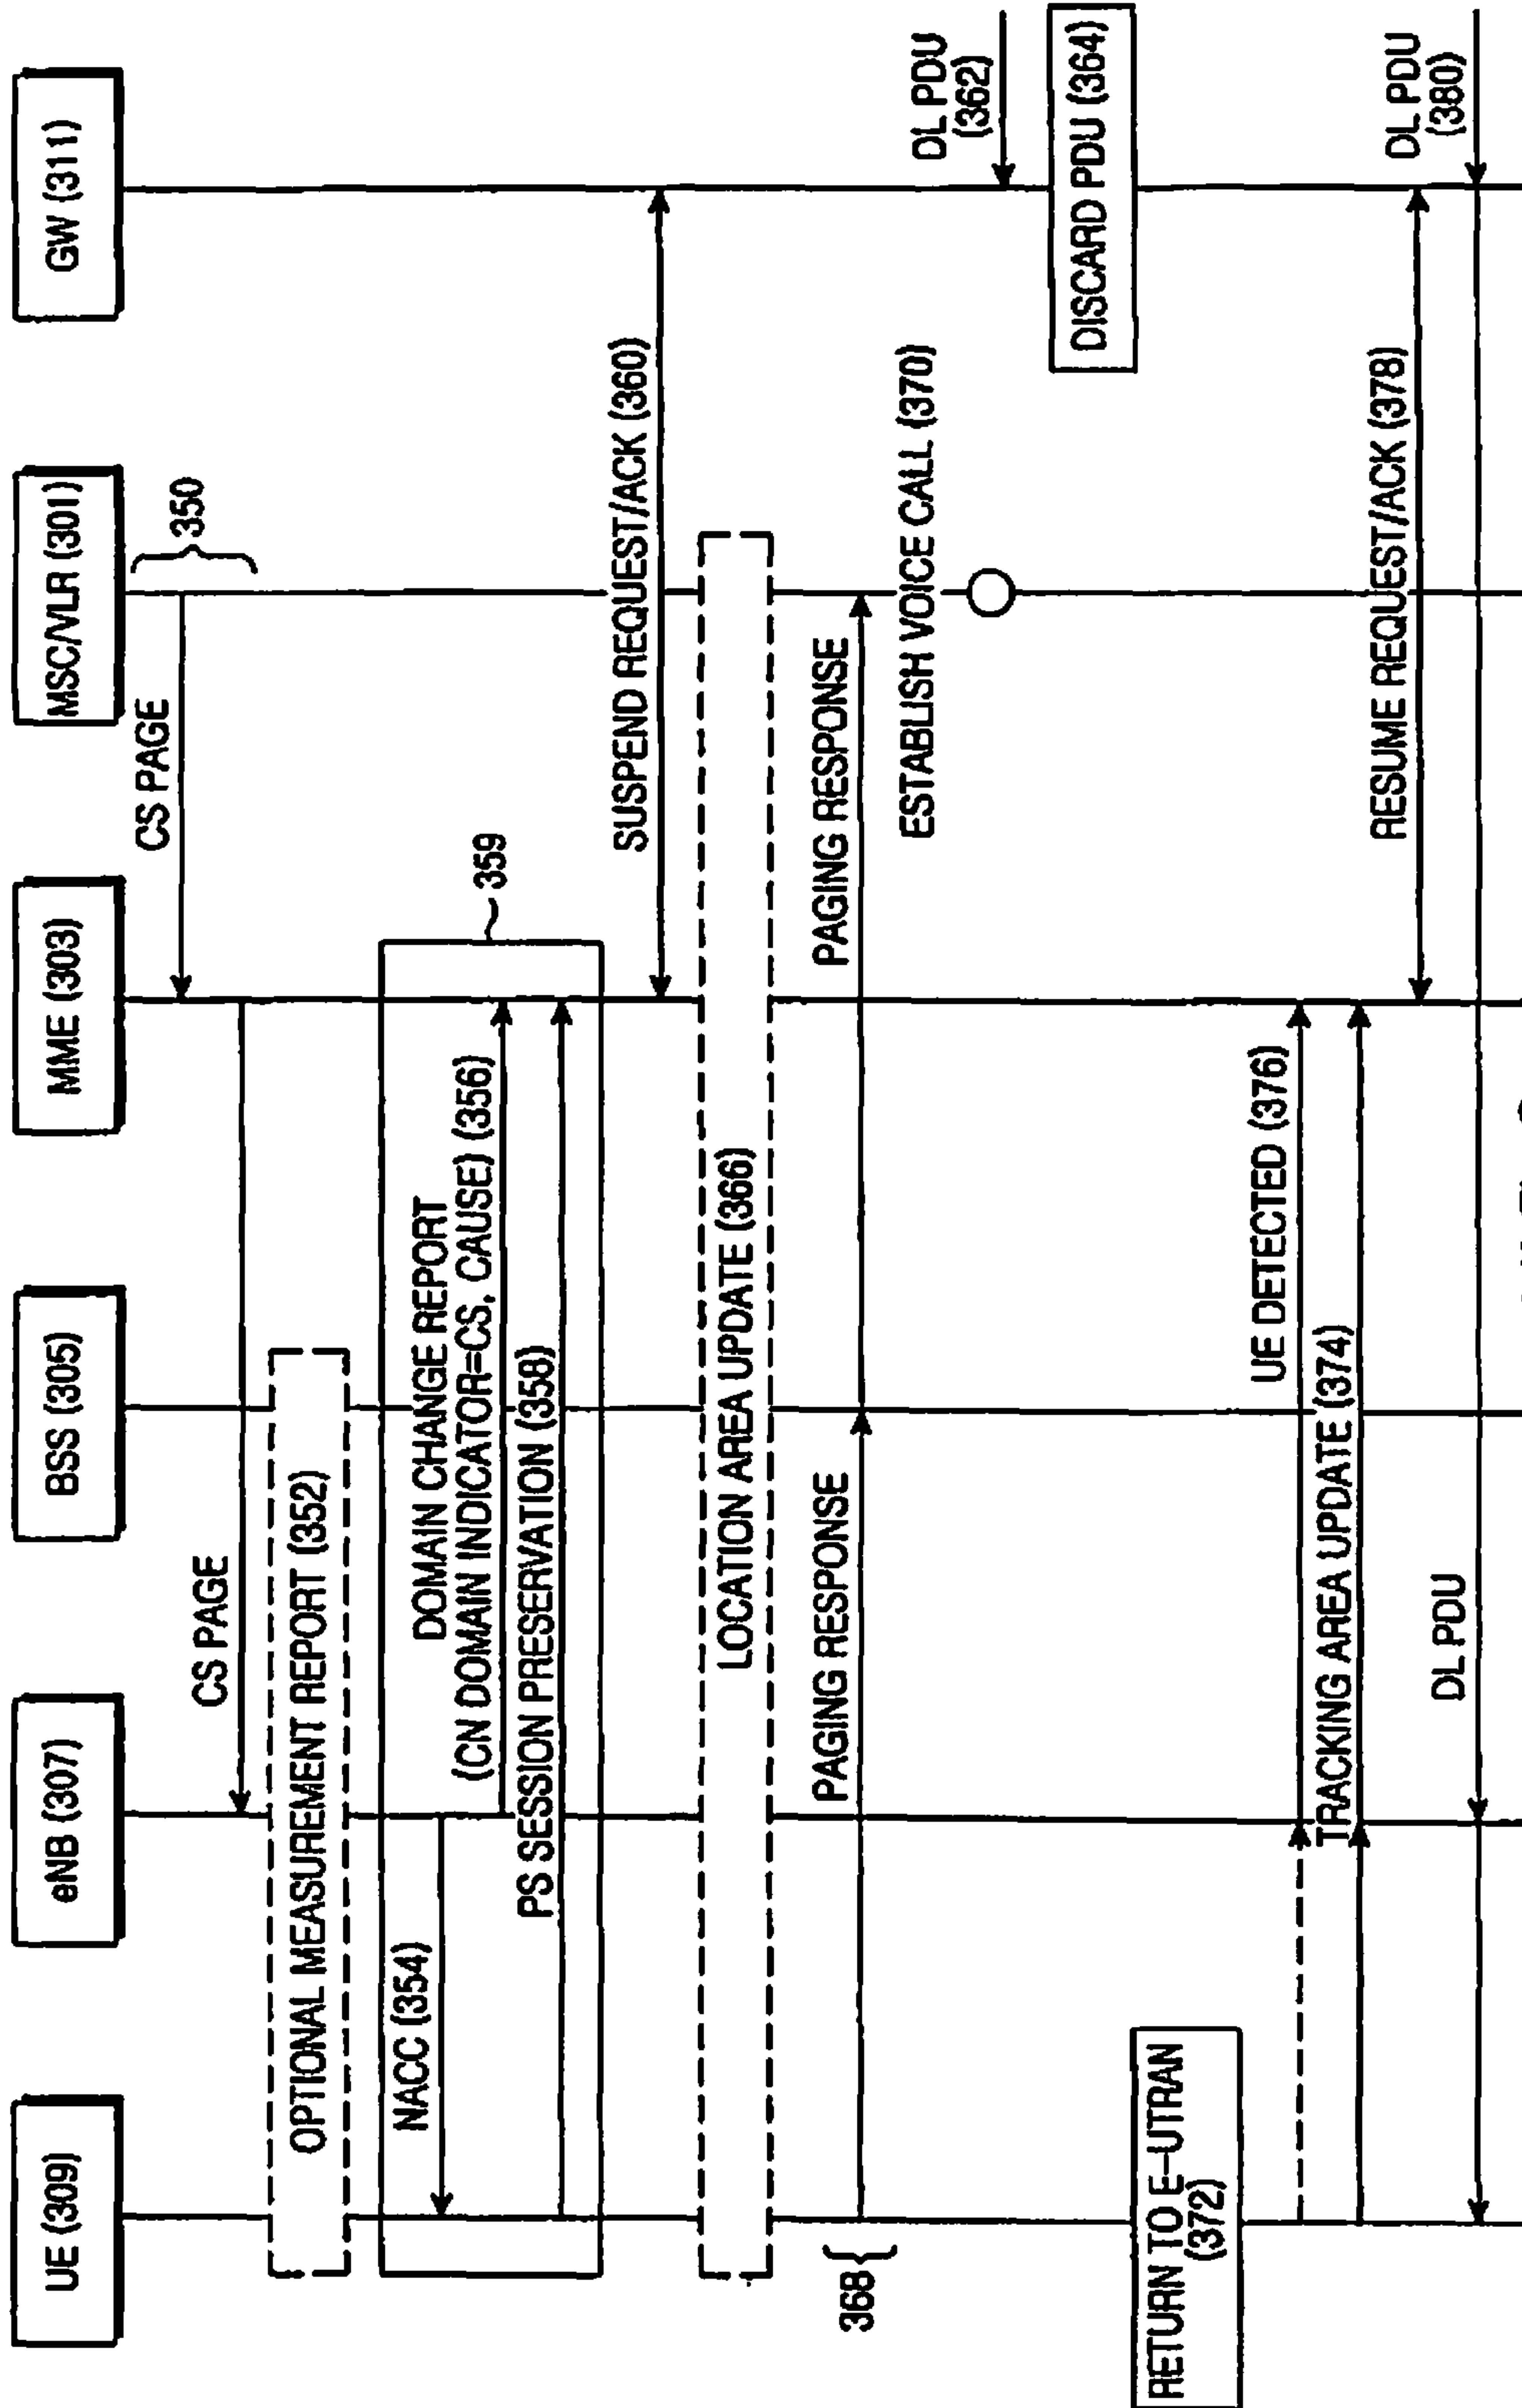 UE (309)
eNB (307)
BSS (305)
MME (303)
MSC/VLR (301)
GW (311)
350
CS PAGE
CS PAGE
OPTIONAL MEASUREMENT REPORT (352)
NACC (354)
DOMAIN CHANGE REPORT
(CN DOMAIN INDICATOR=CS, CAUSE) (356)
359
PS SESSION PRESERVATION (358)
SUSPEND REQUEST/ACK (360)
LOCATION AREA UPDATE (366)
368
PAGING RESPONSE
PAGING RESPONSE
ESTABLISH VOICE CALL (370)
DL PDU
(362)
DISCARD PDU (364)
RETURN TO E-UTRAN
(372)
UE DETECTED (376)
TRACKING AREA UPDATE (374)
RESUME REQUEST/ACK (378)
DL PDU
(380)
DL PDU